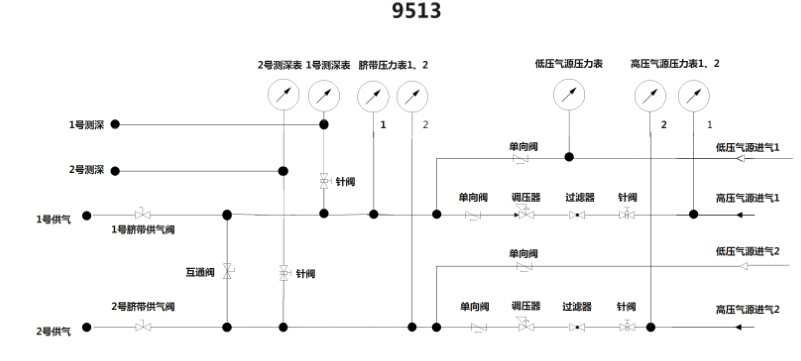 9513
2号测深表 1号测深表 脐带压力表1、2 低压气源压力表 高压气源压力表1、2
1号测深 1 2 2 1
单向阀 低压气源进气1
2号测深
针阀
单向阀 调压器 过滤器 针阀 高压气源进气1
1号供气
1号脐带供气阀
单向阀 低压气源进气2
互通阀 针阀
2号脐带供气阀 单向阀 调压器 过滤器 针阀 高压气源进气2
2号供气